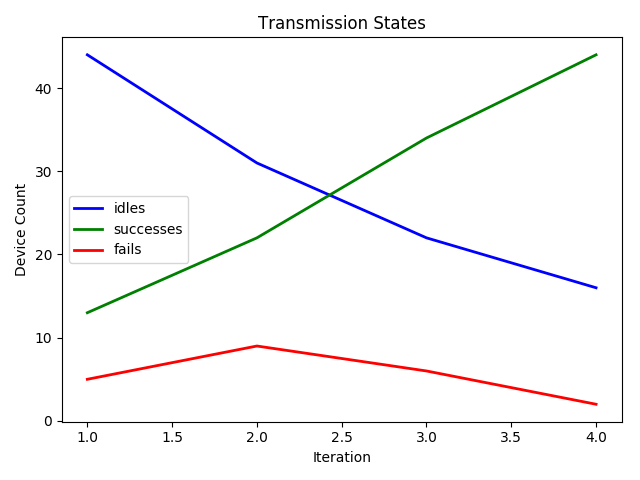 Transmission States
Device Count
40
30
20
10
0
idles
successes
fails
1.0 1.5 2.0 2.5 3.0 3.5 4.0
Iteration